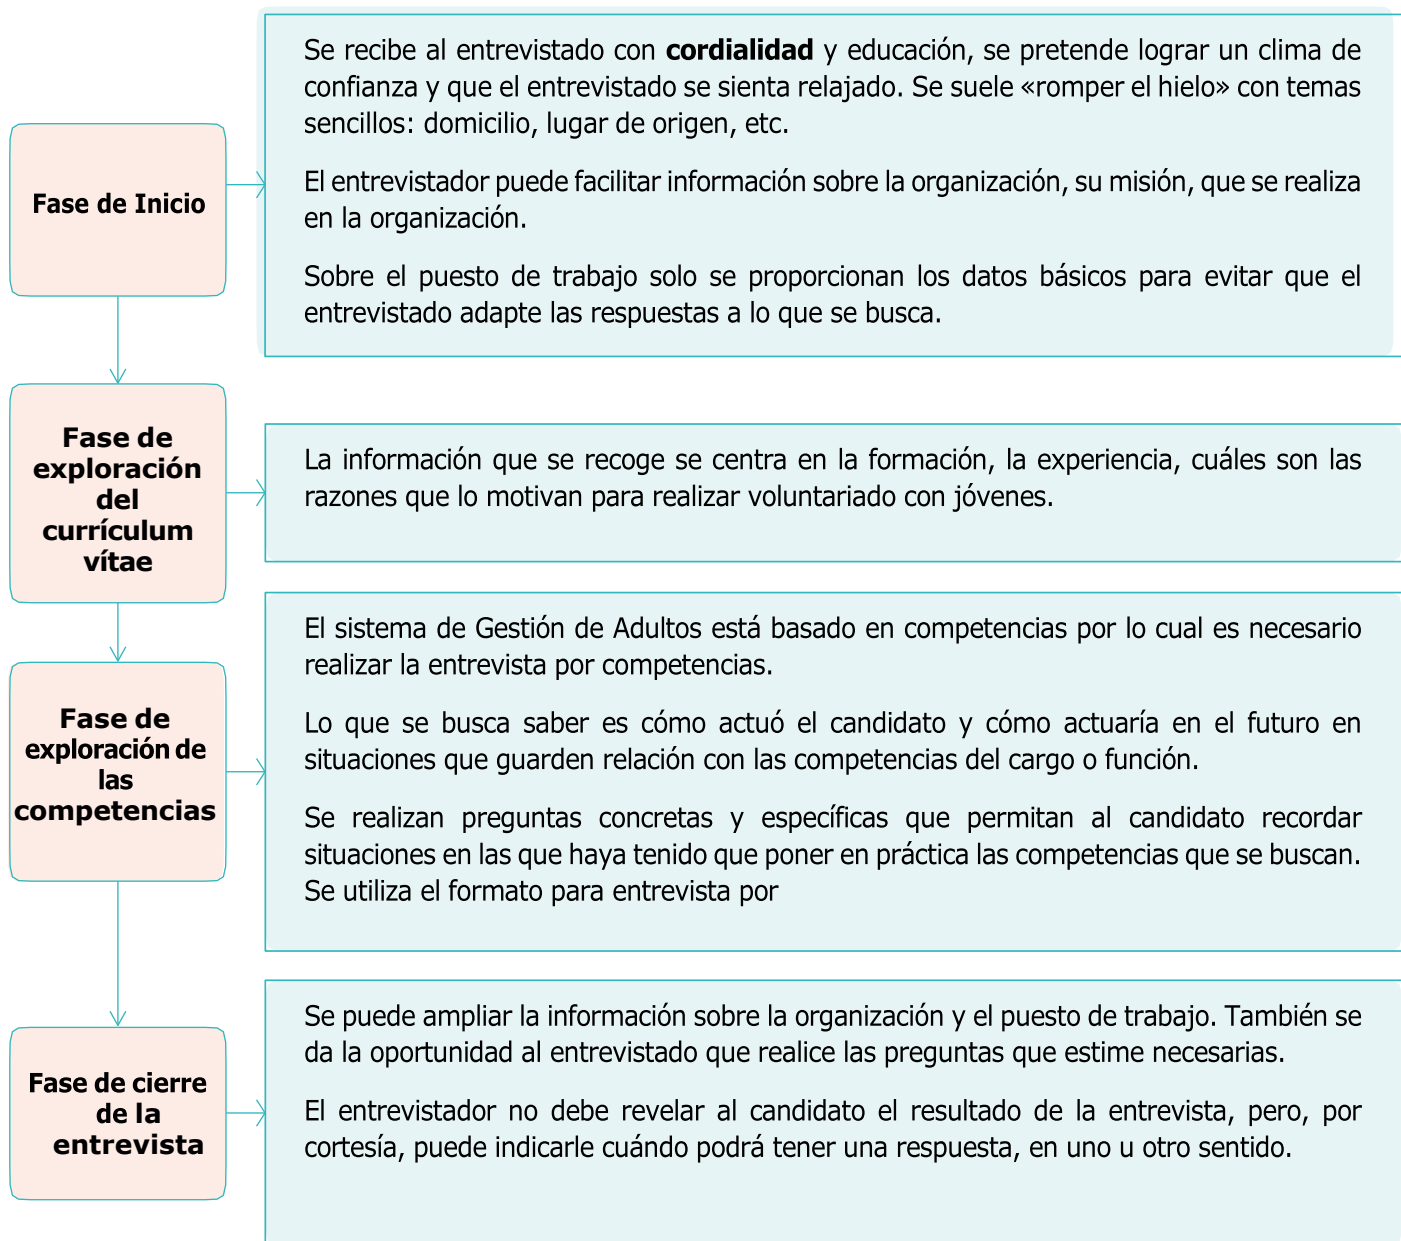 Fase de Inicio
Se recibe al entrevistado con cordialidad y educación, se pretende lograr un clima de
confianza y que el entrevistado se sienta relajado. Se suele «romper el hielo» con temas
sencillos: domicilio, lugar de origen, etc.
El entrevistador puede facilitar información sobre la organización, su misión, que se realiza
en la organización.
Sobre el puesto de trabajo solo se proporcionan los datos básicos para evitar que el
entrevistado adapte las respuestas a lo que se busca.
Fase de
exploración
del
currículum
vítae
La información que se recoge se centra en la formación, la experiencia, cuáles son las
razones que lo motivan para realizar voluntariado con jóvenes.
Fase de
exploración de
las
competencias
El sistema de Gestión de Adultos está basado en competencias por lo cual es necesario
realizar la entrevista por competencias.
Lo que se busca saber es cómo actuó el candidato y cómo actuaría en el futuro en
situaciones que guarden relación con las competencias del cargo o función.
Se realizan preguntas concretas y específicas que permitan al candidato recordar
situaciones en las que haya tenido que poner en práctica las competencias que se buscan.
Se utiliza el formato para entrevista por
Fase de cierre
de la
entrevista
Se puede ampliar la información sobre la organización y el puesto de trabajo. También se
da la oportunidad al entrevistado que realice las preguntas que estime necesarias.
El entrevistador no debe revelar al candidato el resultado de la entrevista, pero, por
cortesía, puede indicarle cuándo podrá tener una respuesta, en uno u otro sentido.